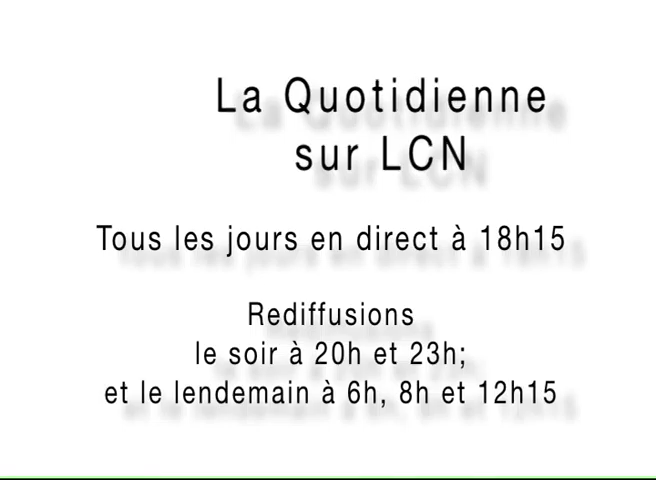 La Quotidienne
sur LCN
Tous les jours en direct à 18h15
Rediffusions
le soir à 20h et 23h;
et le lendemain à 6h, 8h et 12h15